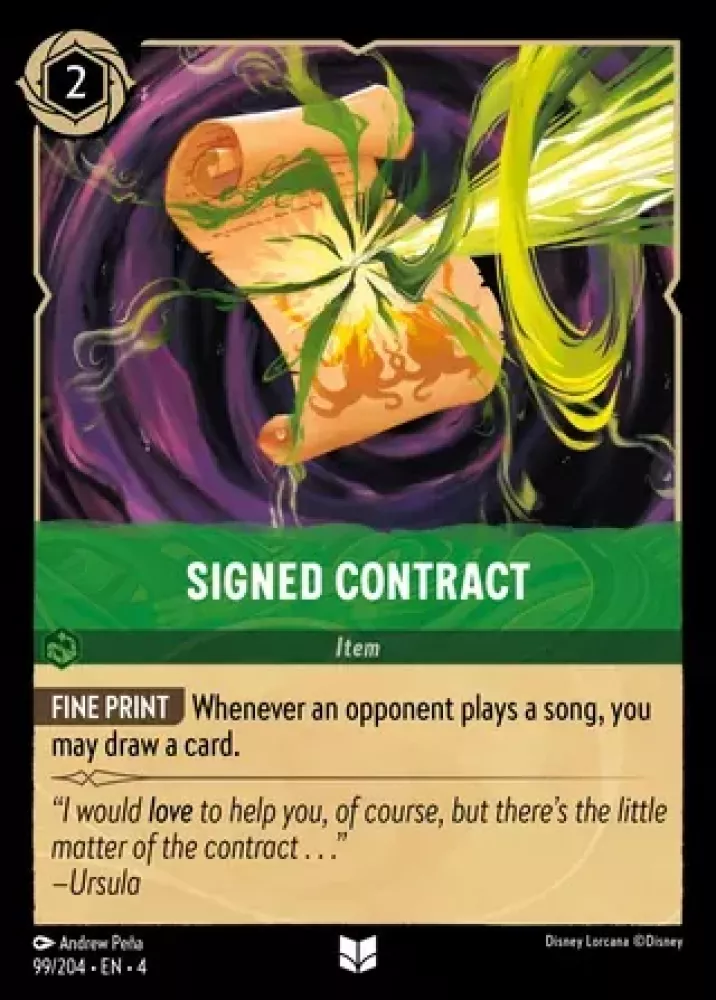 2
SIGNED CONTRACT
Item
FINE PRINT Whenever an opponent plays a song, you
may draw a card.
“I would love to help you, of course, but there’s the little
matter of the contract . . .”
–Ursula
Andrew Peña
Disney Lorcana ©Disney
99/204 • EN • 4